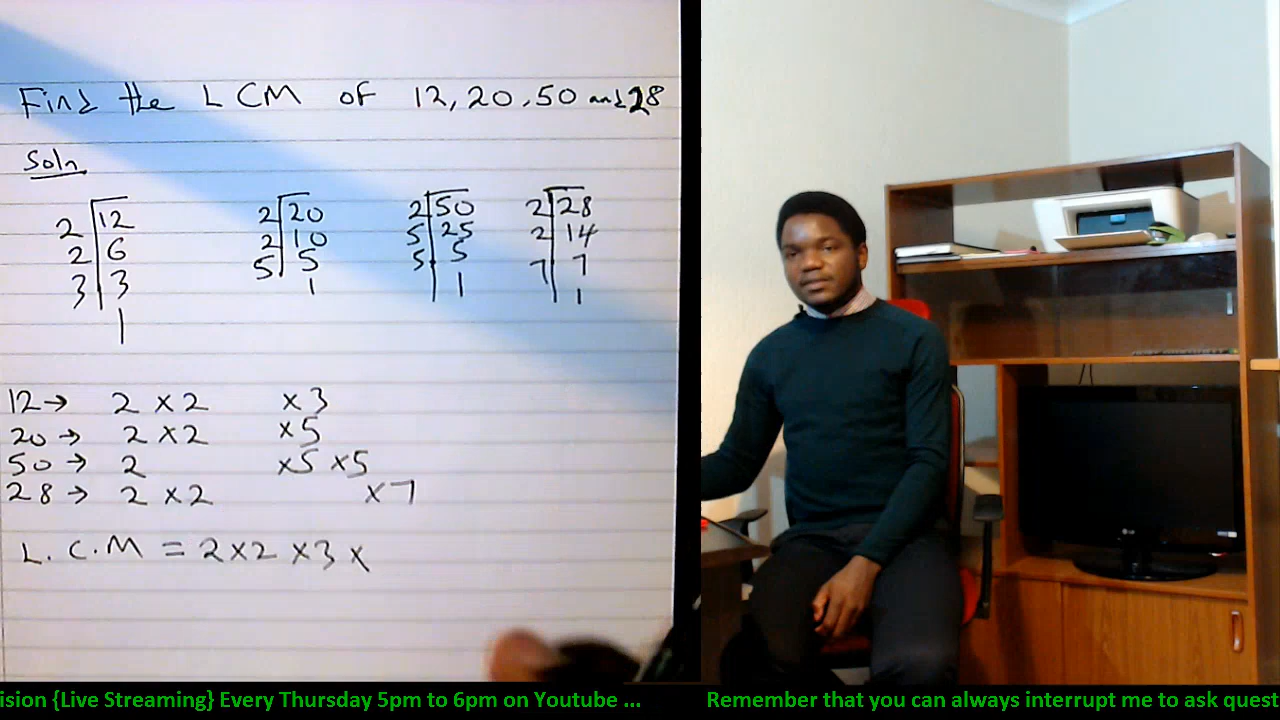 Find the LCM of 12, 20, 50 and 28
Soln
2 12
2 6
3 3
1
2 20
2 10
5 5
1
2 50
5 25
5 5
1
2 28
2 14
7 7
1
12 → 2 × 2 × 3
20 → 2 × 2 × 5
50 → 2 × 5 × 5
28 → 2 × 2 × 7
L.C.M = 2 × 2 × 3 ×
LG
ision {Live Streaming} Every Thursday 5pm to 6pm on Youtube ...
Remember that you can always interrupt me to ask quest